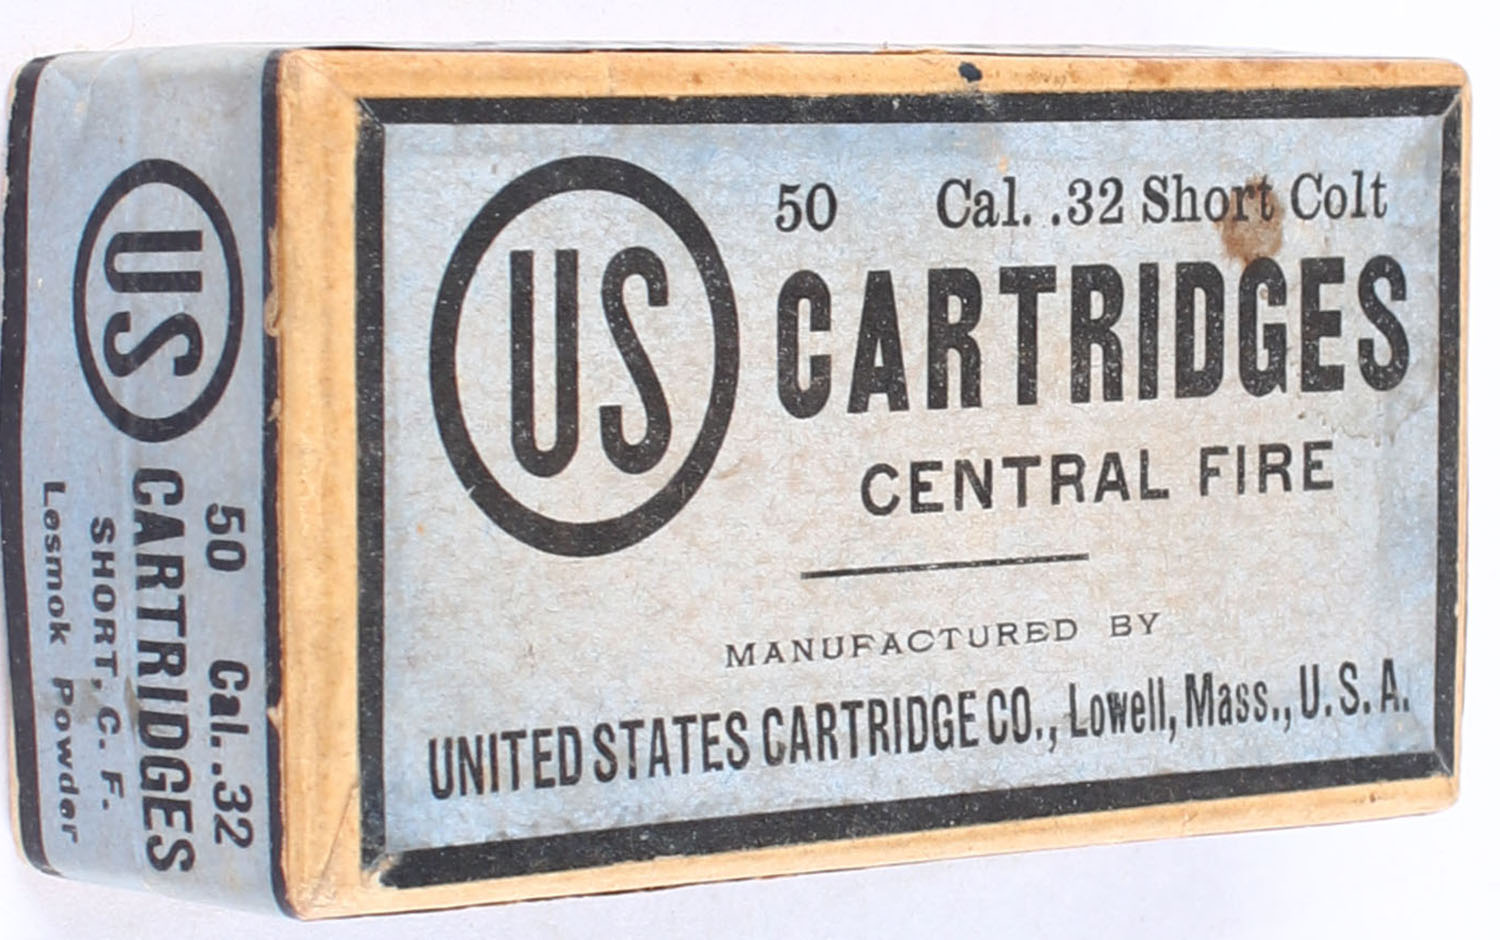 US
50 Cal. .32 Short Colt
CARTRIDGES
CENTRAL FIRE
MANUFACTURED BY
UNITED STATES CARTRIDGE CO., Lowell, Mass., U. S. A.
US
50 Cal. .32
CARTRIDGES
SHORT, C. F.
Lesmok Powder